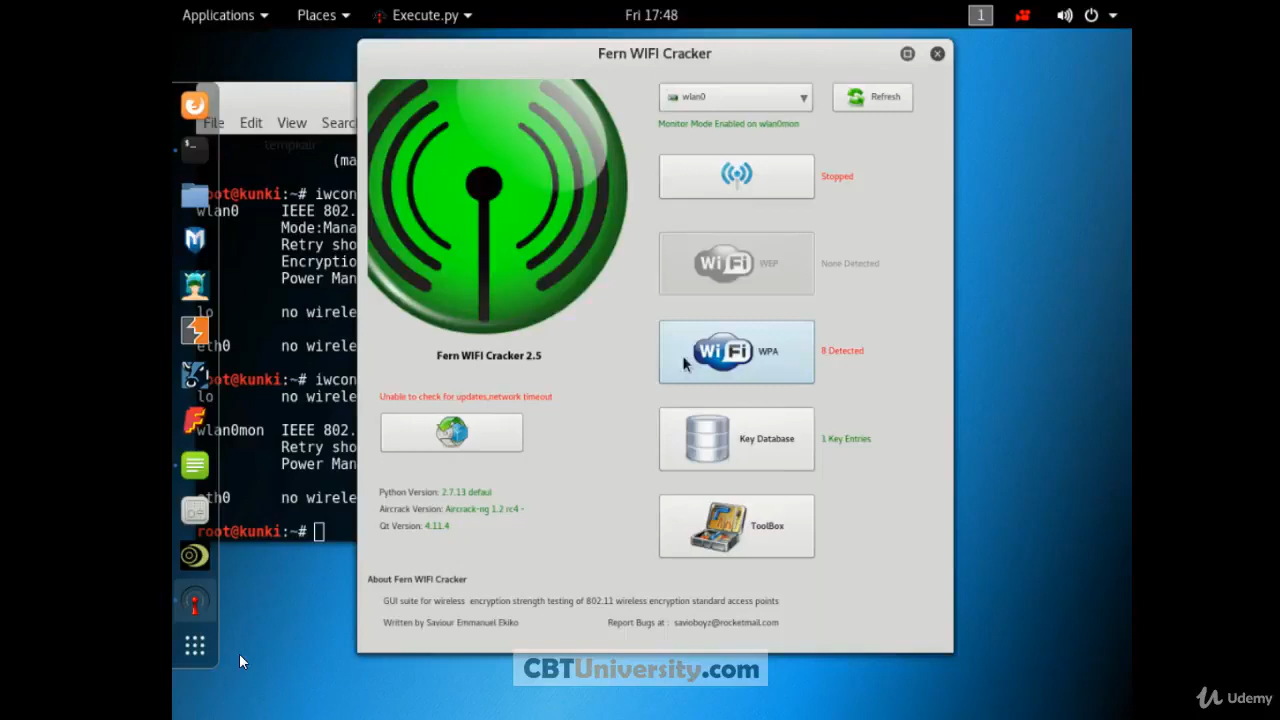 Applications Places Execute.py Fri 17:48 1
Fern WIFI Cracker
wlan0 Refresh
Monitor Mode Enabled on wlan0mon
Stopped
WiFi WEP None Detected
WiFi WPA 8 Detected
Key Database 1 Key Entries
ToolBox
Fern WIFI Cracker 2.5
Unable to check for updates,network timeout
Python Version: 2.7.13 defaul
Aircrack Version: Aircrack-ng 1.2 rc4 -
Qt Version: 4.11.4
About Fern WIFI Cracker
GUI suite for wireless encryption strength testing of 802.11 wireless encryption standard access points
Written by Saviour Emmanuel Ekiko Report Bugs at : savioboyz@rocketmail.com
File Edit View Searc
(ma
root@kunki:~# iwcon
wlan0 IEEE 802.
Mode:Mana
Retry sho
Encryptio
Power Man
lo no wirele
eth0 no wirele
root@kunki:~# iwcon
lo no wirele
wlan0mon IEEE 802.
Retry sho
Power Man
eth0 no wirele
root@kunki:~#
CBTUniversity.com
Udemy